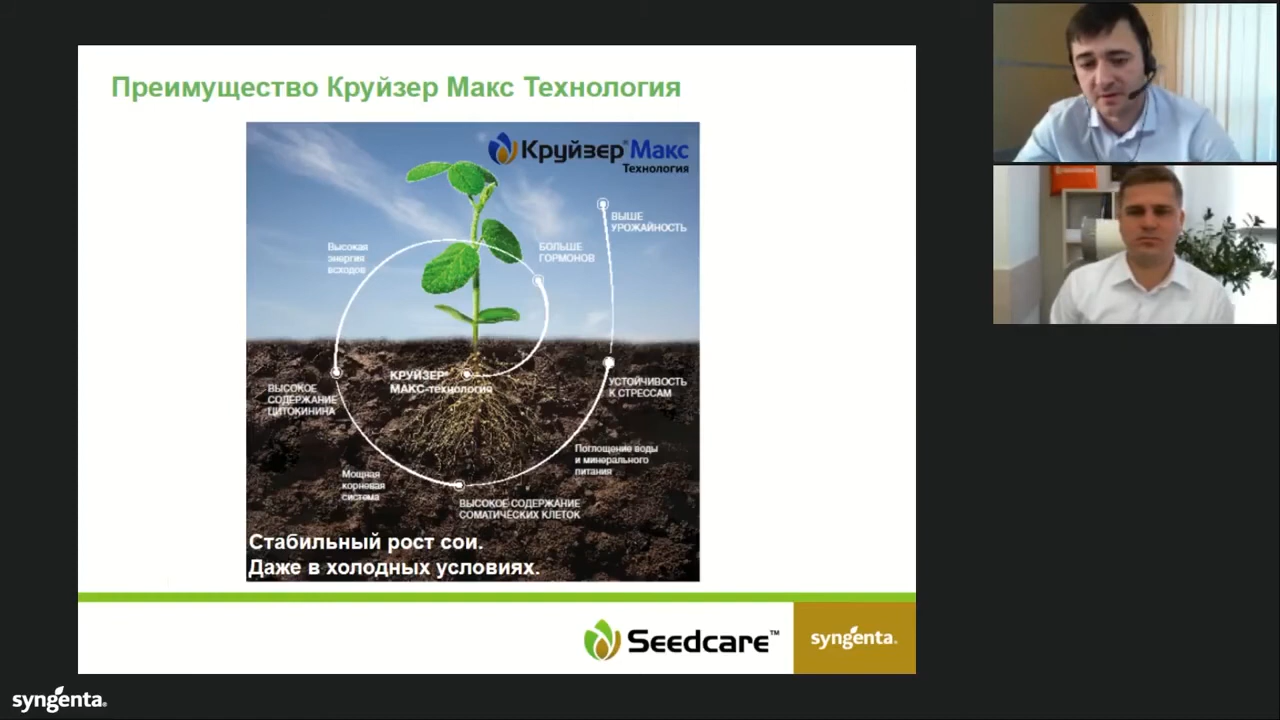 Преимущество Круйзер Макс Технология
Круйзер® Макс
Технология
ВЫШЕ
УРОЖАЙНОСТЬ
Высокая
энергия
всходов
БОЛЬШЕ
ГОРМОНОВ
КРУЙЗЕР®
МАКС-технология
ВЫСОКОЕ
СОДЕРЖАНИЕ
ЦИТОКИНИНА
УСТОЙЧИВОСТЬ
К СТРЕССАМ
Поглощение воды
и минерального
питания
Мощная
корневая
система
ВЫСОКОЕ СОДЕРЖАНИЕ
СОМАТИЧЕСКИХ КЛЕТОК
Стабильный рост сои.
Даже в холодных условиях.
Seedcare™
syngenta.
syngenta.